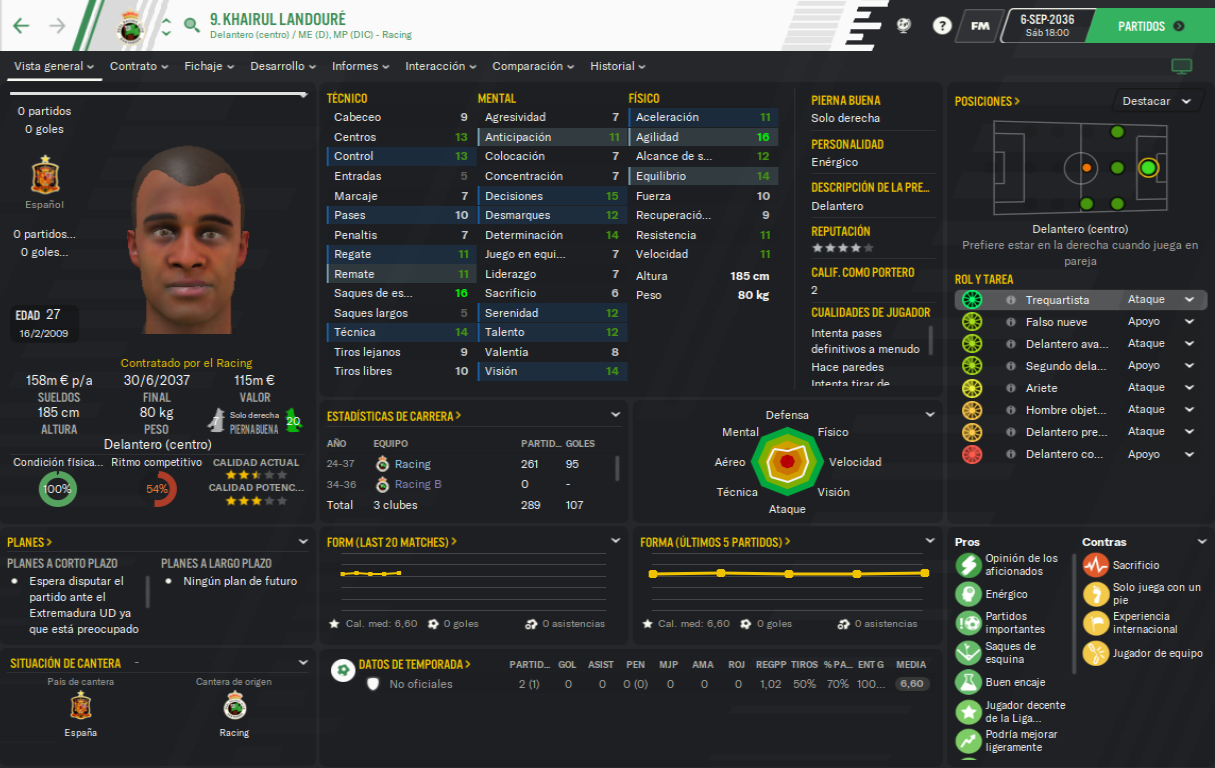 9. KHAIRUL LANDOURÉ
Delantero (centro) / ME (D), MP (DIC) - Racing
FM
6-SEP-2036
Sáb 18:00
PARTIDOS
Vista general
Contrato
Fichaje
Desarrollo
Informes
Interacción
Comparación
Historial
0 partidos
0 goles
Español
0 partidos...
0 goles...
EDAD 27
16/2/2009
Contratado por el Racing
158m € p/a
SUELDOS
30/6/2037
FINAL
115m €
VALOR
185 cm
ALTURA
80 kg
PESO
7
Solo derecha
PIERNA BUENA
20
Delantero (centro)
Condición física...
100%
Ritmo competitivo
54%
CALIDAD ACTUAL
CALIDAD POTENC...
TÉCNICO
Cabeceo 9
Centros 13
Control 13
Entradas 5
Marcaje 7
Pases 10
Penaltis 7
Regate 11
Remate 11
Saques de es... 16
Saques largos 5
Técnica 14
Tiros lejanos 9
Tiros libres 10
MENTAL
Agresividad 7
Anticipación 11
Colocación 7
Concentración 7
Decisiones 15
Desmarques 12
Determinación 14
Juego en equi... 7
Liderazgo 7
Sacrificio 6
Serenidad 12
Talento 12
Valentía 8
Visión 14
FÍSICO
Aceleración 11
Agilidad 16
Alcance de s... 12
Equilibrio 14
Fuerza 10
Recuperació... 9
Resistencia 11
Velocidad 11
Altura 185 cm
Peso 80 kg
PIERNA BUENA
Solo derecha
PERSONALIDAD
Enérgico
DESCRIPCIÓN DE LA PRE...
Delantero
REPUTACIÓN
CALIF. COMO PORTERO
2
CUALIDADES DE JUGADOR
Intenta pases
definitivos a menudo
Hace paredes
Intenta tirar de
POSICIONES >
Destacar
Delantero (centro)
Prefiere estar en la derecha cuando juega en
pareja
ROL Y TAREA
Trequartista Ataque
Falso nueve Apoyo
Delantero ava... Ataque
Segundo dela... Apoyo
Ariete Ataque
Hombre objet... Ataque
Delantero pre... Ataque
Delantero co... Apoyo
ESTADÍSTICAS DE CARRERA >
AÑO EQUIPO PARTID... GOLES
24-37 Racing 261 95
34-36 Racing B 0 -
Total 3 clubes 289 107
Defensa
Físico
Velocidad
Visión
Ataque
Técnica
Aéreo
Mental
PLANES >
PLANES A CORTO PLAZO
Espera disputar el
partido ante el
Extremadura UD ya
que está preocupado
PLANES A LARGO PLAZO
Ningún plan de futuro
FORM (LAST 20 MATCHES) >
Cal. med: 6,60 0 goles 0 asistencias
FORMA (ÚLTIMOS 5 PARTIDOS) >
Cal. med: 6,60 0 goles 0 asistencias
Pros
Opinión de los
aficionados
Enérgico
Partidos
importantes
Saques de
esquina
Buen encaje
Jugador decente
de la Liga...
Podría mejorar
ligeramente
Contras
Sacrificio
Solo juega con un
pie
Experiencia
internacional
Jugador de equipo
SITUACIÓN DE CANTERA -
País de cantera
España
Cantera de origen
Racing
DATOS DE TEMPORADA > PARTID... GOL ASIST PEN MJP AMA ROJ REGPP TIROS % PA... ENT G MEDIA
No oficiales 2 (1) 0 0 0 (0) 0 0 0 1,02 50% 70% 100... 6,60